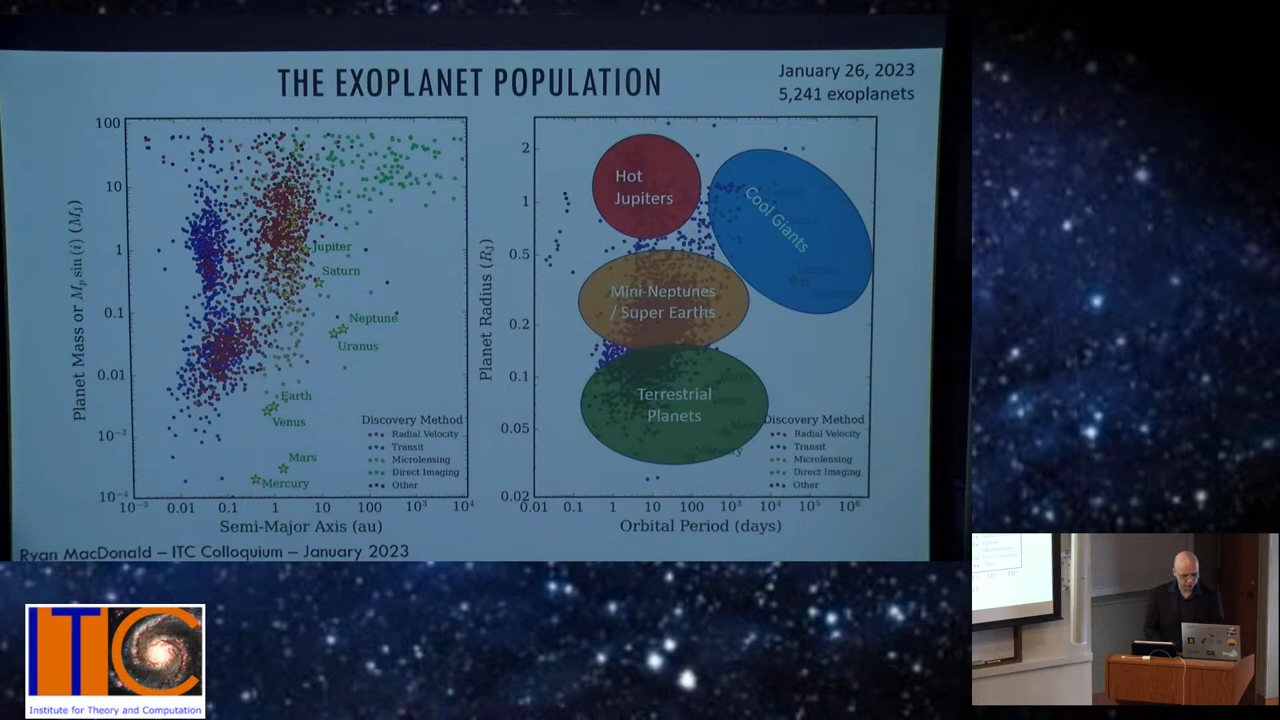 THE EXOPLANET POPULATION
January 26, 2023
5,241 exoplanets
Planet Mass or M_p sin(i) (M_J)
100
10
1
0.1
0.01
10⁻³
10⁻⁴
Jupiter
Saturn
Neptune
Uranus
Earth
Venus
Mars
Mercury
Discovery Method
Radial Velocity
Transit
Microlensing
Direct Imaging
Other
10⁻³ 0.01 0.1 1 10 100 10³ 10⁴
Semi-Major Axis (au)
Planet Radius (R_J)
2
1
0.5
0.2
0.1
0.05
0.02
Hot
Jupiters
Cool Giants
Mini-Neptunes
/ Super Earths
Terrestrial
Planets
Discovery Method
Radial Velocity
Transit
Microlensing
Direct Imaging
Other
0.01 0.1 1 10 100 10³ 10⁴ 10⁵ 10⁶
Orbital Period (days)
Ryan MacDonald – ITC Colloquium – January 2023
ITC
Institute for Theory and Computation